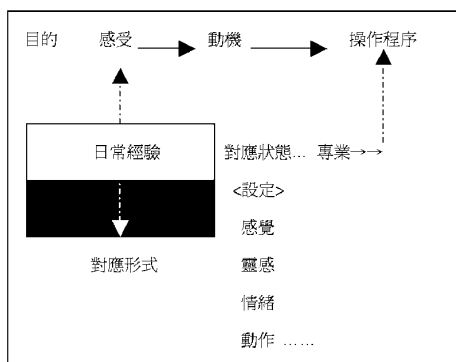 目的 感受 動機 操作程序
日常經驗 對應狀態… 專業→→
<設定>
感覺
對應形式 靈感
情緒
動作 ……